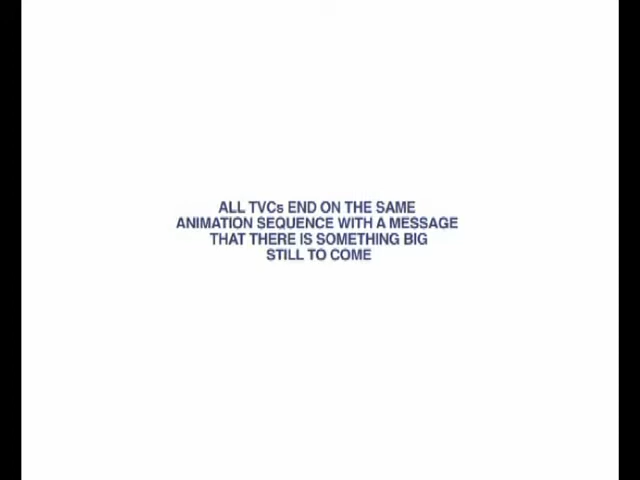 ALL TVCs END ON THE SAME
ANIMATION SEQUENCE WITH A MESSAGE
THAT THERE IS SOMETHING BIG
STILL TO COME